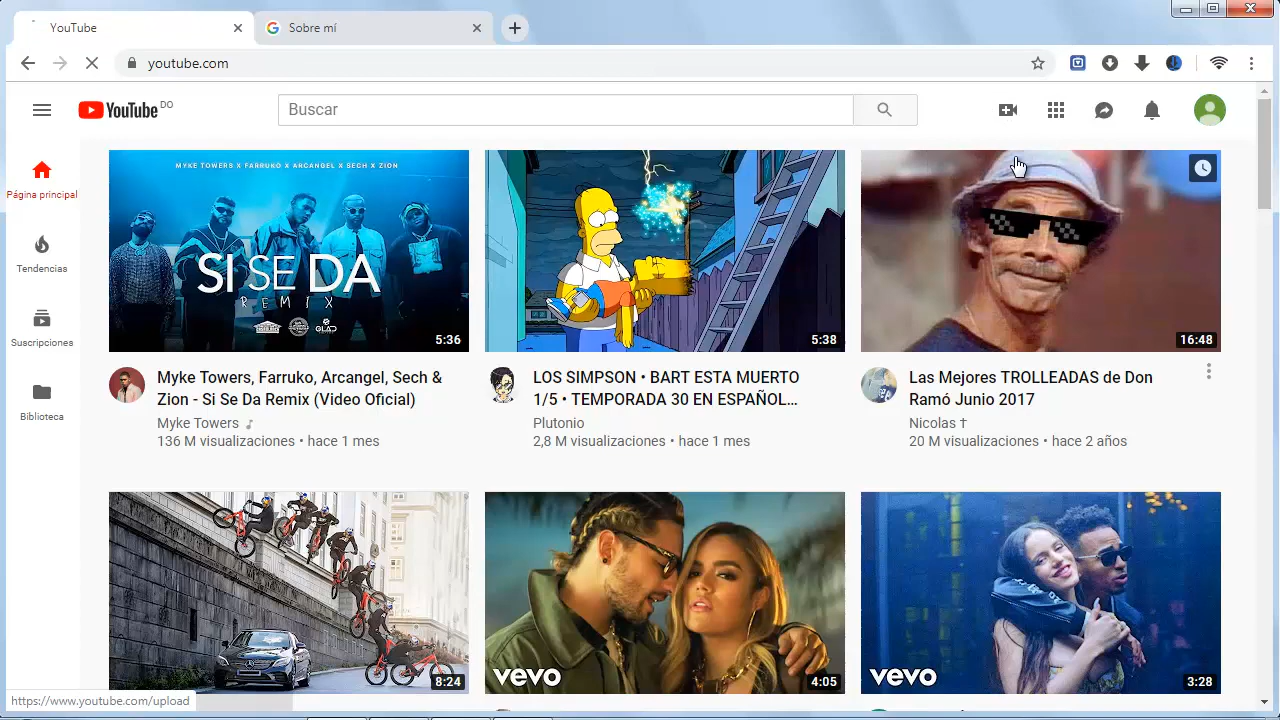 YouTube
Sobre mí
youtube.com
YouTube DO
Buscar
Página principal
Tendencias
Suscripciones
Biblioteca
MYKE TOWERS X FARRUKO X ARCANGEL X SECH X ZION
SI SE DA
REMIX
GLAD
5:36
5:38
16:48
Myke Towers, Farruko, Arcangel, Sech &
Zion - Si Se Da Remix (Video Oficial)
Myke Towers
136 M visualizaciones • hace 1 mes
LOS SIMPSON • BART ESTA MUERTO
1/5 • TEMPORADA 30 EN ESPAÑOL...
Plutonio
2,8 M visualizaciones • hace 1 mes
Las Mejores TROLLEADAS de Don
Ramó Junio 2017
Nicolas †
20 M visualizaciones • hace 2 años
8:24
vevo
4:05
vevo
3:28
https://www.youtube.com/upload